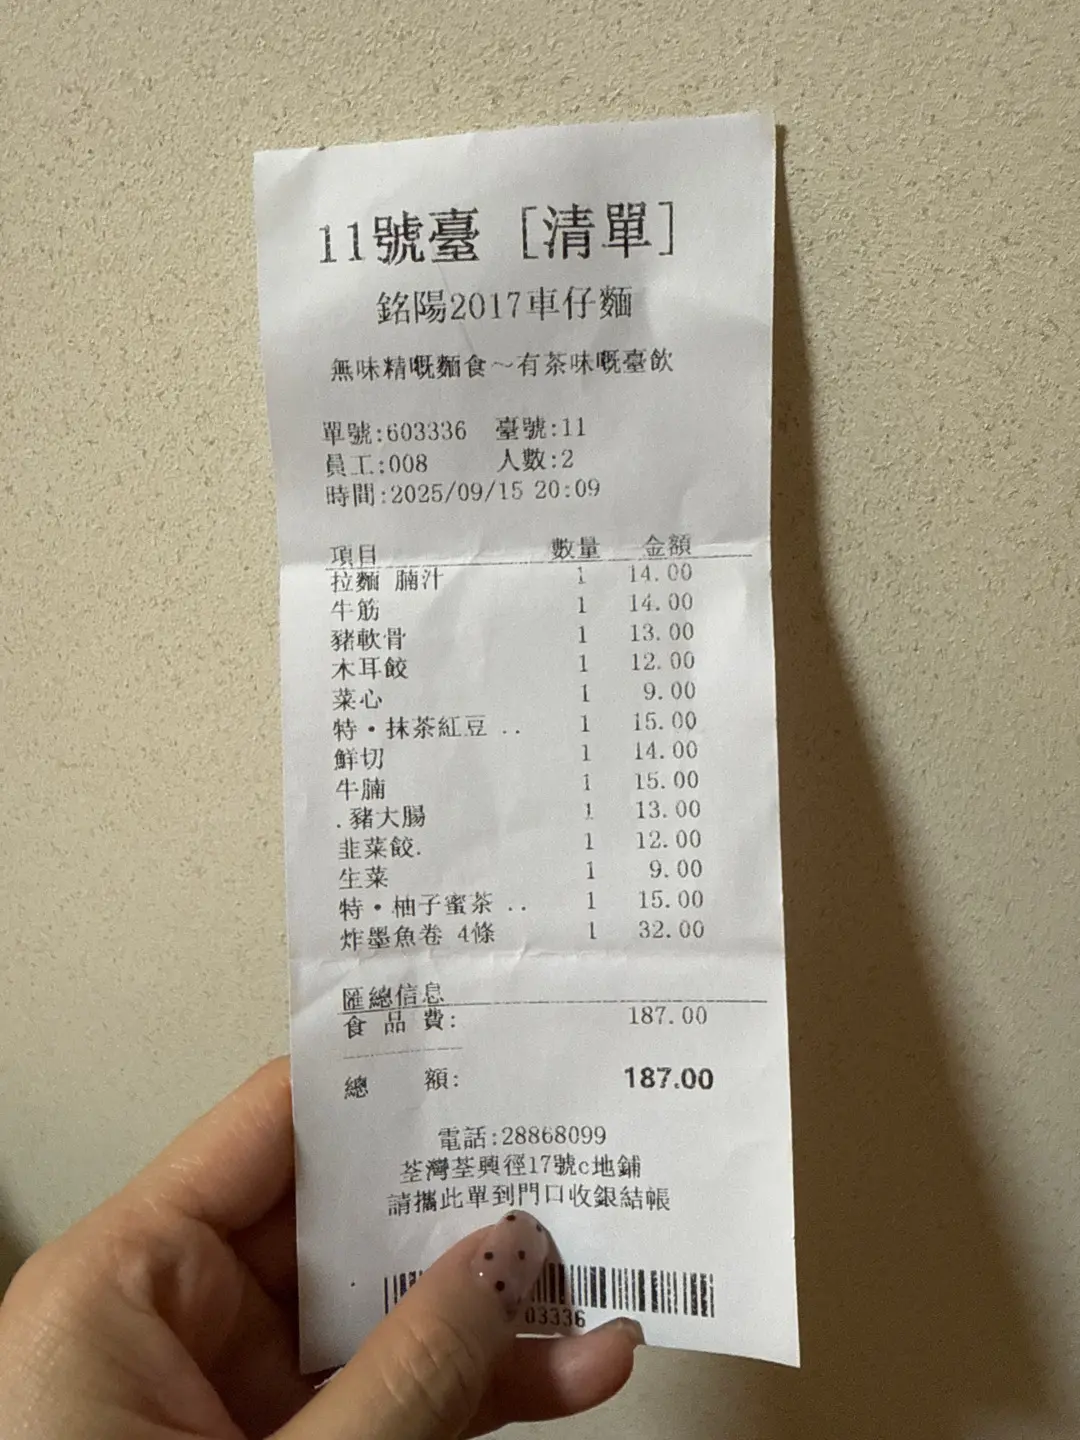 11號臺 [清單]
銘陽2017車仔麵
無味精嘅麵食～有茶味嘅臺飲
單號:603336 臺號:11
員工:008 人數:2
時間:2025/09/15 20:09
項目 數量 金額
拉麵 腩汁 1 14.00
牛筋 1 14.00
豬軟骨 1 13.00
木耳餃 1 12.00
菜心 1 9.00
特·抹茶紅豆 .. 1 15.00
鮮切 1 14.00
牛腩 1 15.00
.豬大腸 1 13.00
韭菜餃. 1 12.00
生菜 1 9.00
特·柚子蜜茶 .. 1 15.00
炸墨魚卷 4條 1 32.00
匯總信息
食 品 費: 187.00
總 額: 187.00
電話:28868099
荃灣荃興徑17號c地鋪
請攜此單到門口收銀結帳
03336